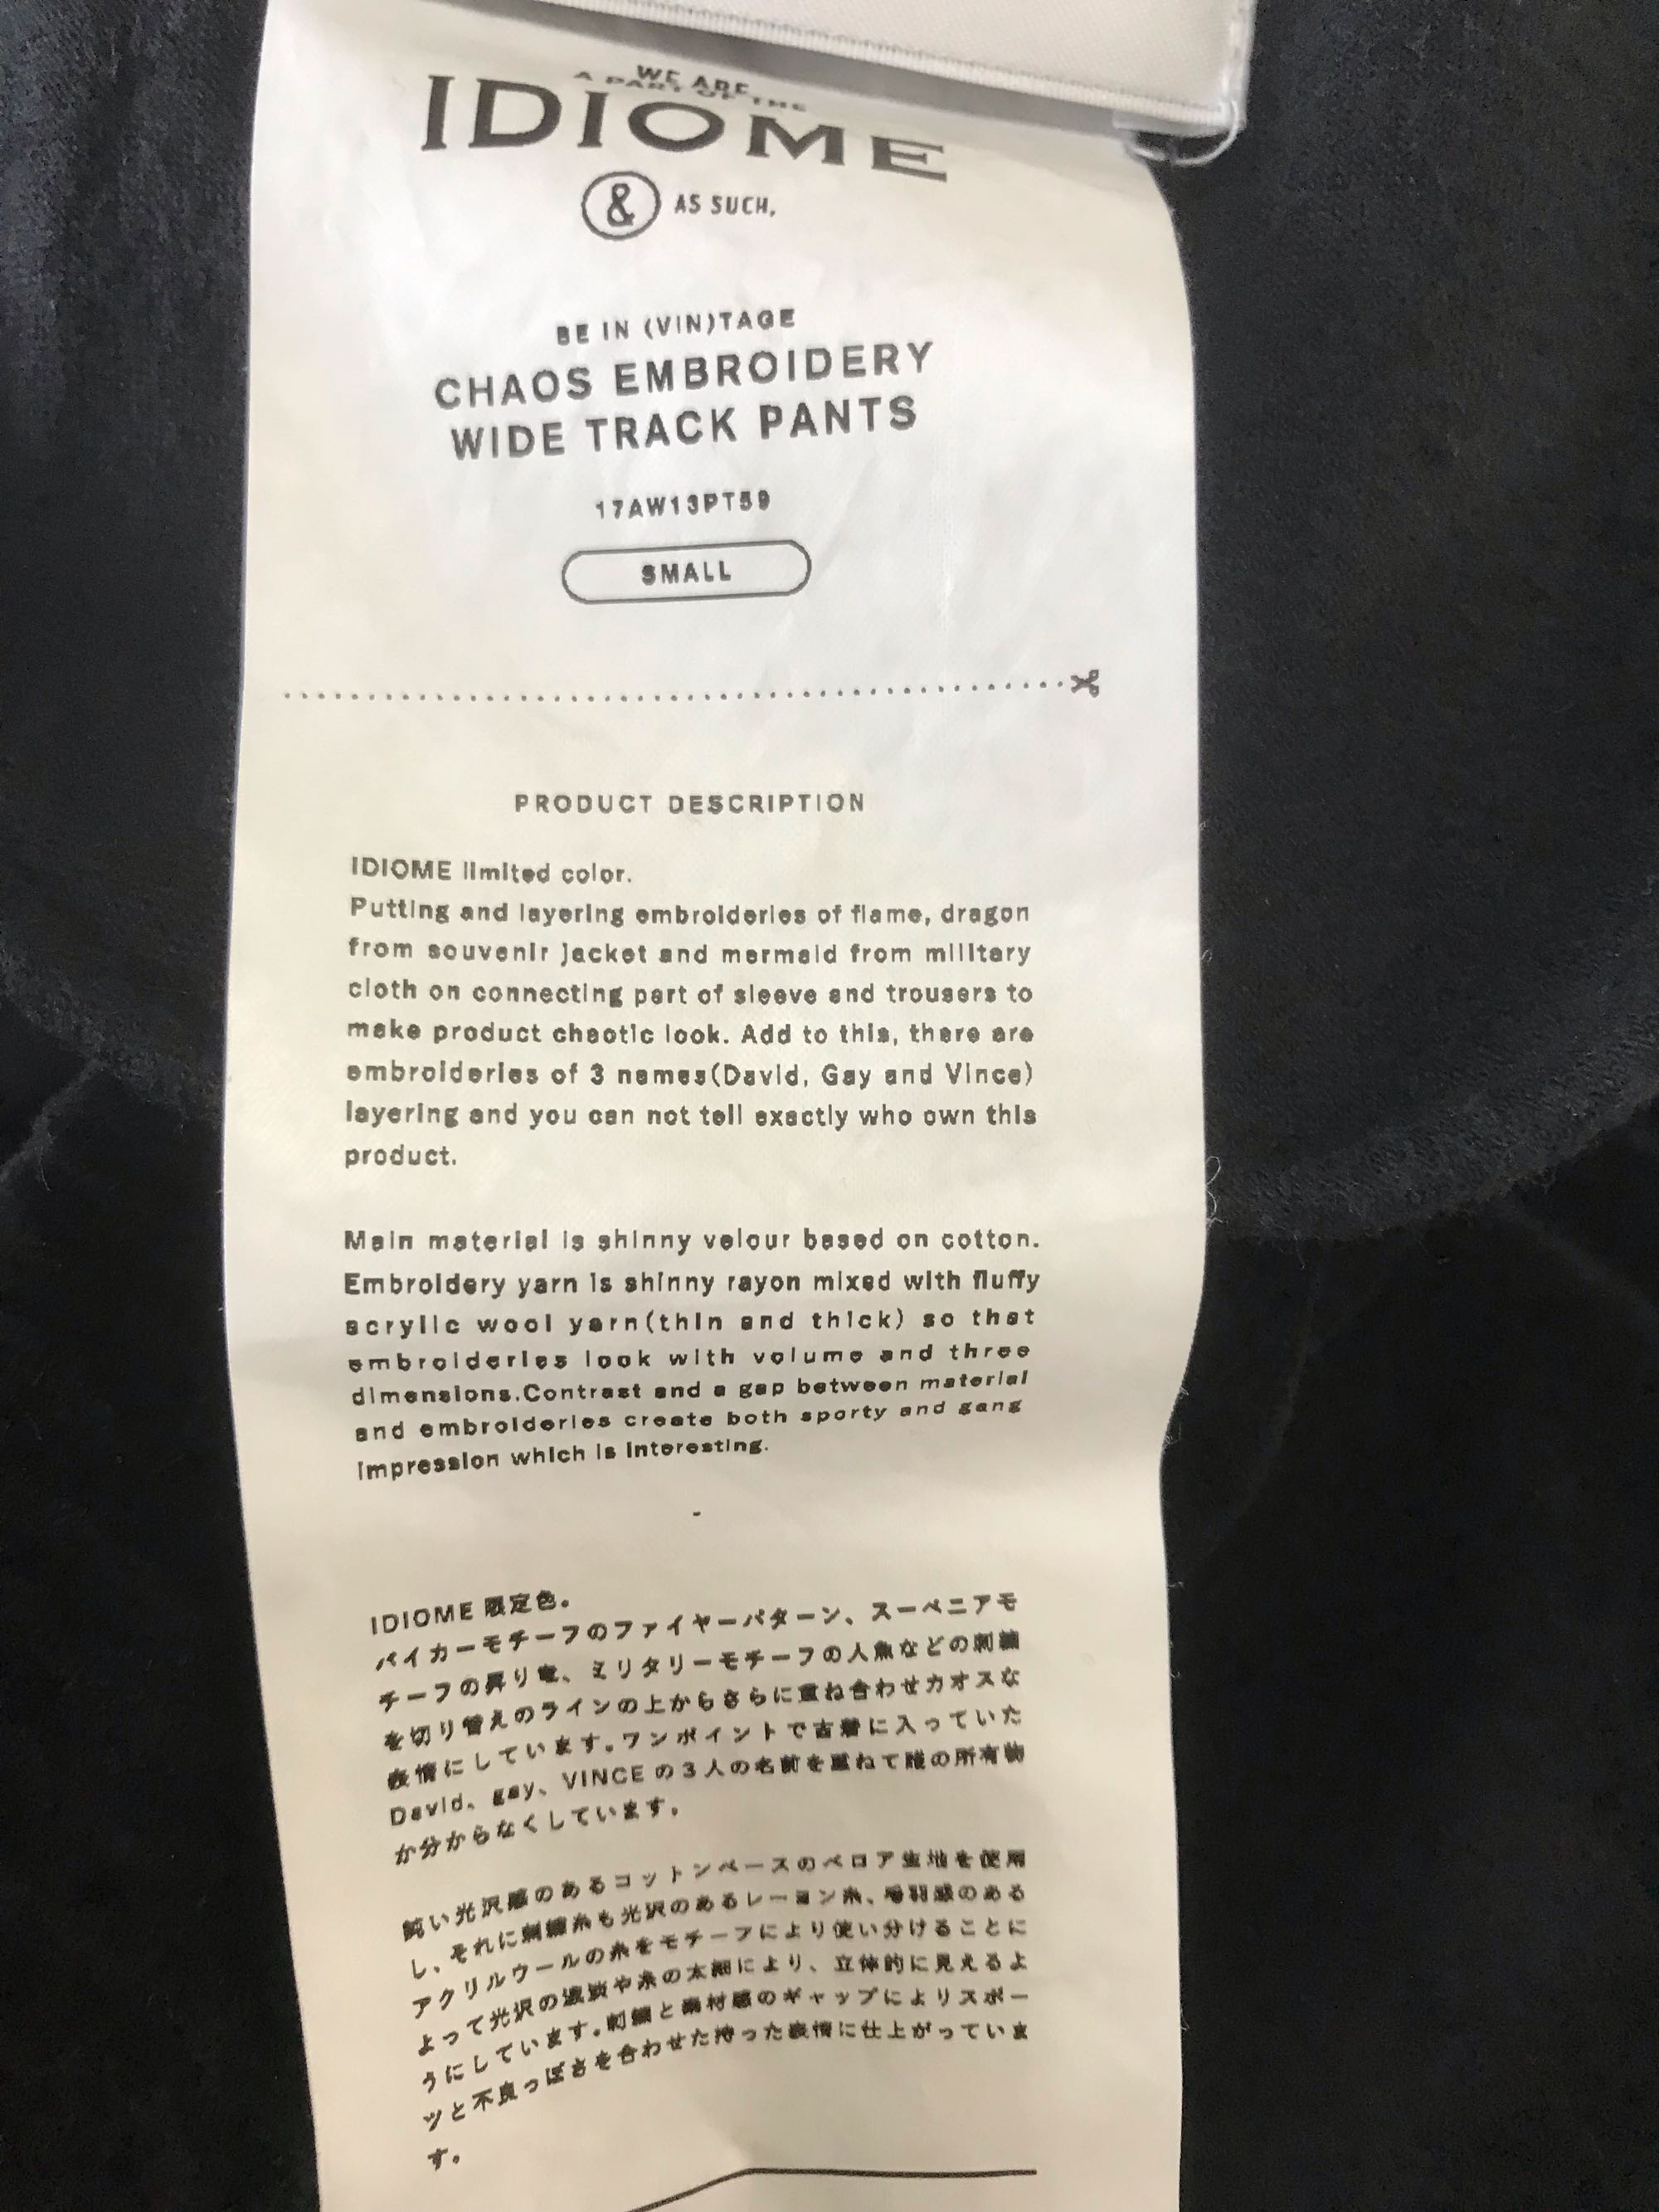 WE ARE
A PART OF THE
IDIOME
& AS SUCH,
BE IN (VIN)TAGE
CHAOS EMBROIDERY
WIDE TRACK PANTS
17AW13PT59
SMALL
PRODUCT DESCRIPTION
IDIOME limited color.
Putting and layering embroideries of flame, dragon
from souvenir jacket and mermaid from military
cloth on connecting part of sleeve and trousers to
make product chaotic look. Add to this, there are
embroideries of 3 names(David, Gay and Vince)
layering and you can not tell exactly who own this
product.
Main material is shinny velour based on cotton.
Embroidery yarn is shinny rayon mixed with fluffy
acrylic wool yarn(thin and thick) so that
embroideries look with volume and three
dimensions.Contrast and a gap between material
and embroideries create both sporty and gang
impression which is interesting.
-
IDIOME 限定色。
バイカーモチーフのファイヤーパターン、スーベニアモ
チーフの昇り竜、ミリタリーモチーフの人魚などの刺繍
を切り替えのラインの上からさらに重ね合わせカオスな
表情にしています。ワンポイントで古着に入っていた
David、gay、VINCE の3人の名前を重ねて誰の所有物
か分からなくしています。
鈍い光沢感のあるコットンベースのベロア生地を使用
し、それに刺繍糸も光沢のあるレーヨン糸、毛羽感のある
アクリルウールの糸をモチーフにより使い分けることに
よって光沢の濃淡や糸の太細により、立体的に見えるよ
うにしています。刺繍と素材感のギャップによりスポー
ツと不良っぽさを合わせた持った表情に仕上がっていま
す。